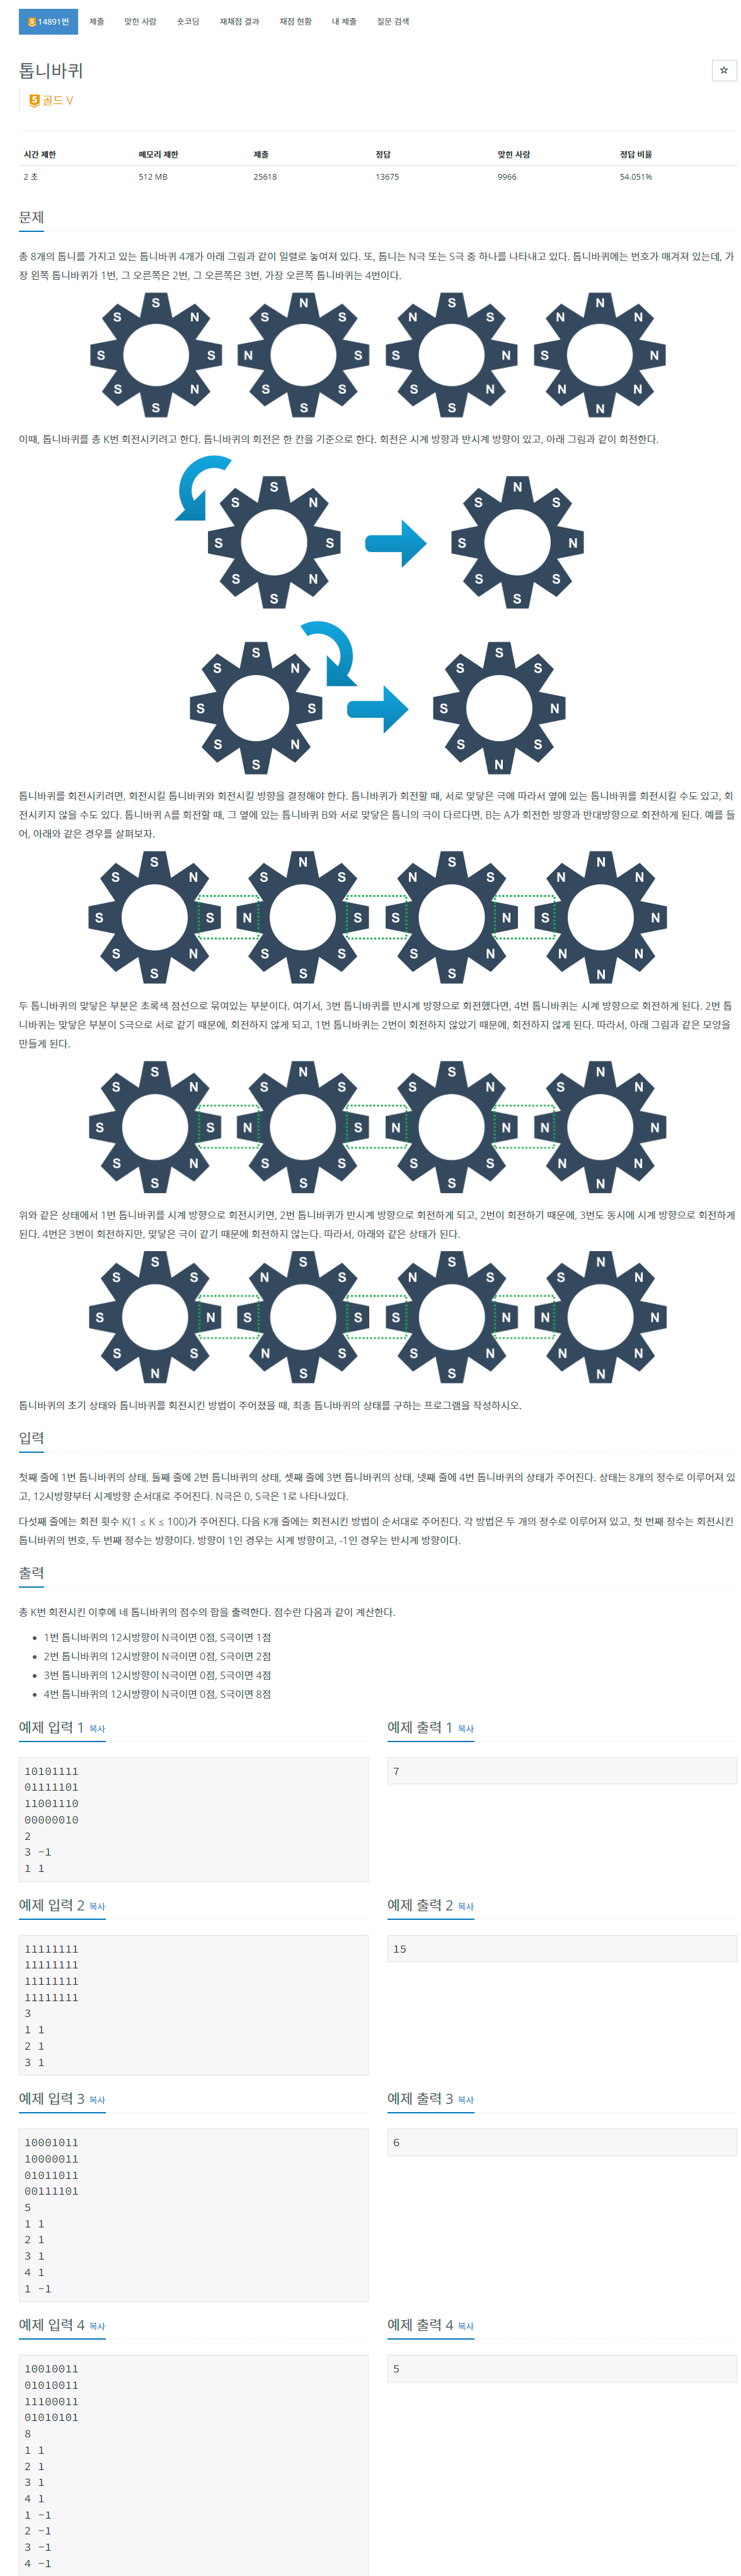 14891번 제출 맞힌 사람 숏코딩 재채점 결과 채점 현황 내 제출 질문 검색
톱니바퀴
☆
5 골드 V
시간 제한 메모리 제한 제출 정답 맞힌 사람 정답 비율
2 초 512 MB 25618 13675 9966 54.051%
문제
총 8개의 톱니를 가지고 있는 톱니바퀴 4개가 아래 그림과 같이 일렬로 놓여져 있다. 또, 톱니는 N극 또는 S극 중 하나를 나타내고 있다. 톱니바퀴에는 번호가 매겨져 있는데, 가
장 왼쪽 톱니바퀴가 1번, 그 오른쪽은 2번, 그 오른쪽은 3번, 가장 오른쪽 톱니바퀴는 4번이다.
S N S N
S N S S N S N N
S S N S S N S N
S N S S S N N N
S S S N
이때, 톱니바퀴를 총 K번 회전시키려고 한다. 톱니바퀴의 회전은 한 칸을 기준으로 한다. 회전은 시계 방향과 반시계 방향이 있고, 아래 그림과 같이 회전한다.
S N
S N S S
S S S N
S N S S
S S
S S
S N S S
S S S N
S N S S
S N
톱니바퀴를 회전시키려면, 회전시킬 톱니바퀴와 회전시킬 방향을 결정해야 한다. 톱니바퀴가 회전할 때, 서로 맞닿은 극에 따라서 옆에 있는 톱니바퀴를 회전시킬 수도 있고, 회
전시키지 않을 수도 있다. 톱니바퀴 A를 회전할 때, 그 옆에 있는 톱니바퀴 B와 서로 맞닿은 톱니의 극이 다르다면, B는 A가 회전한 방향과 반대방향으로 회전하게 된다. 예를 들
어, 아래와 같은 경우를 살펴보자.
S N S N
S N S S N S N N
S S N S S N S N
S N S S S N N N
S S S N
두 톱니바퀴의 맞닿은 부분은 초록색 점선으로 묶여있는 부분이다. 여기서, 3번 톱니바퀴를 반시계 방향으로 회전했다면, 4번 톱니바퀴는 시계 방향으로 회전하게 된다. 2번 톱
니바퀴는 맞닿은 부분이 S극으로 서로 같기 때문에, 회전하지 않게 되고, 1번 톱니바퀴는 2번이 회전하지 않았기 때문에, 회전하지 않게 된다. 따라서, 아래 그림과 같은 모양을
만들게 된다.
S N S N
S N S S S N S N
S S N S N N N N
S N S S S S N N
S S S N
위와 같은 상태에서 1번 톱니바퀴를 시계 방향으로 회전시키면, 2번 톱니바퀴가 반시계 방향으로 회전하게 되고, 2번이 회전하기 때문에, 3번도 동시에 시계 방향으로 회전하게
된다. 4번은 3번이 회전하지만, 맞닿은 극이 같기 때문에 회전하지 않는다. 따라서, 아래와 같은 상태가 된다.
S S S N
S S N S N S S N
S N S S S N N N
S S N S S N N N
N S S N
톱니바퀴의 초기 상태와 톱니바퀴를 회전시킨 방법이 주어졌을 때, 최종 톱니바퀴의 상태를 구하는 프로그램을 작성하시오.
입력
첫째 줄에 1번 톱니바퀴의 상태, 둘째 줄에 2번 톱니바퀴의 상태, 셋째 줄에 3번 톱니바퀴의 상태, 넷째 줄에 4번 톱니바퀴의 상태가 주어진다. 상태는 8개의 정수로 이루어져 있
고, 12시방향부터 시계방향 순서대로 주어진다. N극은 0, S극은 1로 나타나있다.
다섯째 줄에는 회전 횟수 K(1 ≤ K ≤ 100)가 주어진다. 다음 K개 줄에는 회전시킨 방법이 순서대로 주어진다. 각 방법은 두 개의 정수로 이루어져 있고, 첫 번째 정수는 회전시킨
톱니바퀴의 번호, 두 번째 정수는 방향이다. 방향이 1인 경우는 시계 방향이고, -1인 경우는 반시계 방향이다.
출력
총 K번 회전시킨 이후에 네 톱니바퀴의 점수의 합을 출력한다. 점수란 다음과 같이 계산한다.
• 1번 톱니바퀴의 12시방향이 N극이면 0점, S극이면 1점
• 2번 톱니바퀴의 12시방향이 N극이면 0점, S극이면 2점
• 3번 톱니바퀴의 12시방향이 N극이면 0점, S극이면 4점
• 4번 톱니바퀴의 12시방향이 N극이면 0점, S극이면 8점
예제 입력 1 복사
10101111
01111101
11001110
00000010
2
3 -1
1 1
예제 출력 1 복사
7
예제 입력 2 복사
11111111
11111111
11111111
11111111
3
1 1
2 1
3 1
예제 출력 2 복사
15
예제 입력 3 복사
10001011
10000011
01011011
00111101
5
1 1
2 1
3 1
4 1
1 -1
예제 출력 3 복사
6
예제 입력 4 복사
10010011
01010011
11100011
01010101
8
1 1
2 1
3 1
4 1
1 -1
2 -1
3 -1
4 -1
예제 출력 4 복사
5